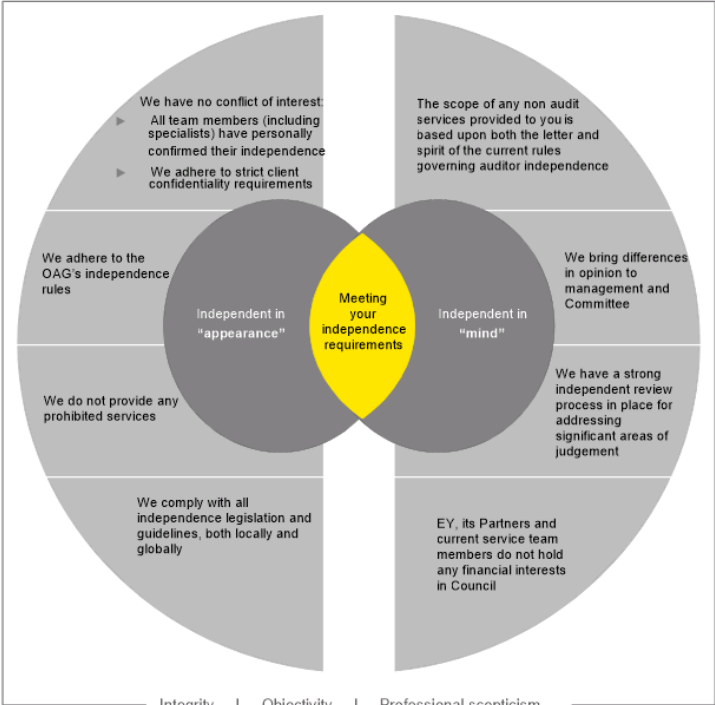 We have no conflict of interest:
All team members (including
specialists) have personally
confirmed their independence
We adhere to strict client
confidentiality requirements
We adhere to the
OAG's independence
rules
We do not provide any
prohibited services
We comply with all
independence legislation and
guidelines, both locally and
globally
Independent in
"appearance"
Meeting
your
independence
requirements
Independent in
"mind"
The scope of any non audit
services provided to you is
based upon both the letter and
spirit of the current rules
governing auditor independence
We bring differences
in opinion to
management and
Committee
We have a strong
independent review
process in place for
addressing
significant areas of
judgement
EY, its Partners and
current service team
members do not hold
any financial interests
in Council
Integrity | Objectivity | Professional scepticism